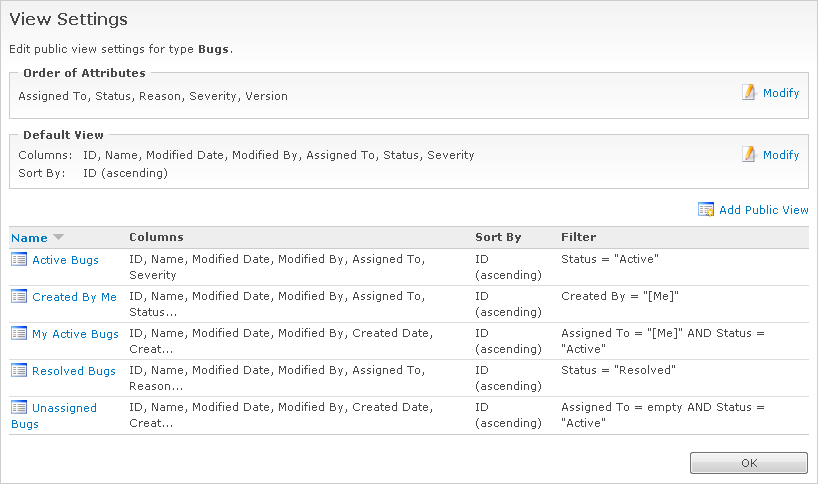 View Settings
Edit public view settings for type Bugs.
Order of Attributes
Assigned To, Status, Reason, Severity, Version
Modify
Default View
Columns: ID, Name, Modified Date, Modified By, Assigned To, Status, Severity
Modify
Sort By: ID (ascending)
Add Public View
Name Columns Sort By Filter
Active Bugs ID, Name, Modified Date, Modified By, Assigned To, ID Status = "Active"
Severity (ascending)
Created By Me ID, Name, Modified Date, Modified By, Assigned To, ID Created By = "[Me]"
Status... (ascending)
My Active Bugs ID, Name, Modified Date, Modified By, Created Date, ID Assigned To = "[Me]" AND Status =
Creat... (ascending) "Active"
Resolved Bugs ID, Name, Modified Date, Modified By, Assigned To, ID Status = "Resolved"
Reason... (ascending)
Unassigned ID, Name, Modified Date, Modified By, Created Date, ID Assigned To = empty AND Status =
Bugs Creat... (ascending) "Active"
OK